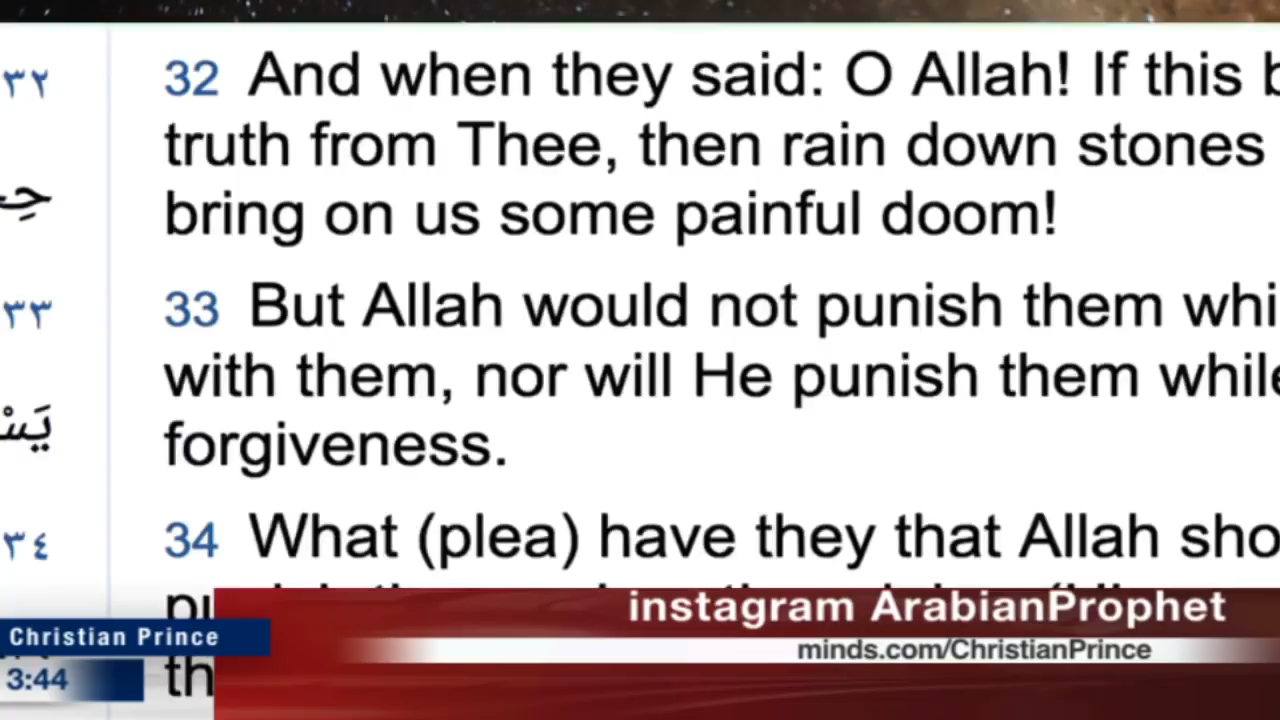 ٣٢
32 And when they said: O Allah! If this b
truth from Thee, then rain down stones
حِـ
bring on us some painful doom!
٣٣
33 But Allah would not punish them whi
with them, nor will He punish them while
يَسْـ
forgiveness.
٣٤
34 What (plea) have they that Allah sho
pu
instagram ArabianProphet
Christian Prince
minds.com/ChristianPrince
3:44
th